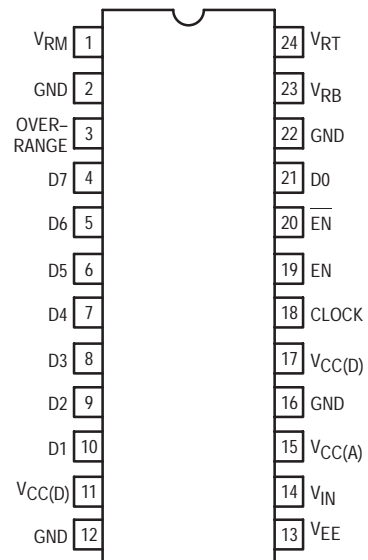 VRM 1
GND 2
OVER–
RANGE 3
D7 4
D6 5
D5 6
D4 7
D3 8
D2 9
D1 10
VCC(D) 11
GND 12
24 VRT
23 VRB
22 GND
21 D0
20 E̅N̅
19 EN
18 CLOCK
17 VCC(D)
16 GND
15 VCC(A)
14 VIN
13 VEE